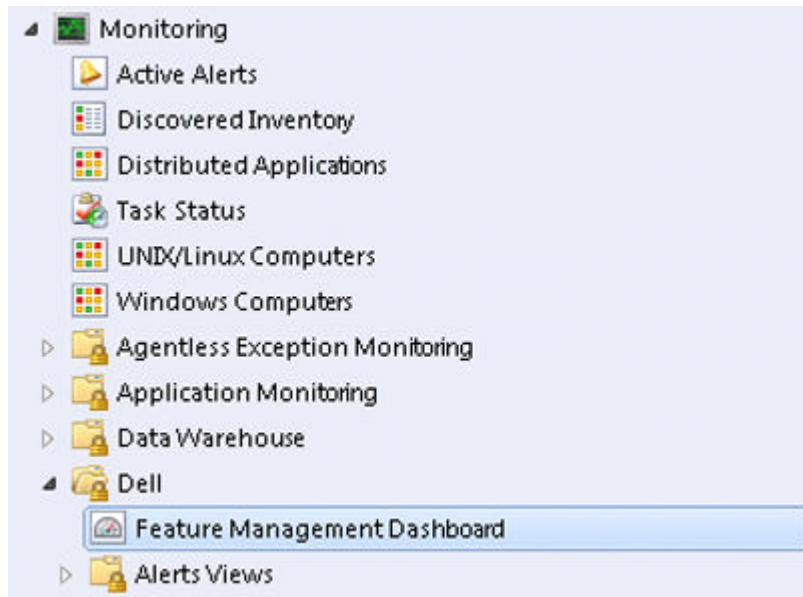 Monitoring
Active Alerts
Discovered Inventory
Distributed Applications
Task Status
UNIX/Linux Computers
Windows Computers
Agentless Exception Monitoring
Application Monitoring
Data Warehouse
Dell
Feature Management Dashboard
Alerts Views